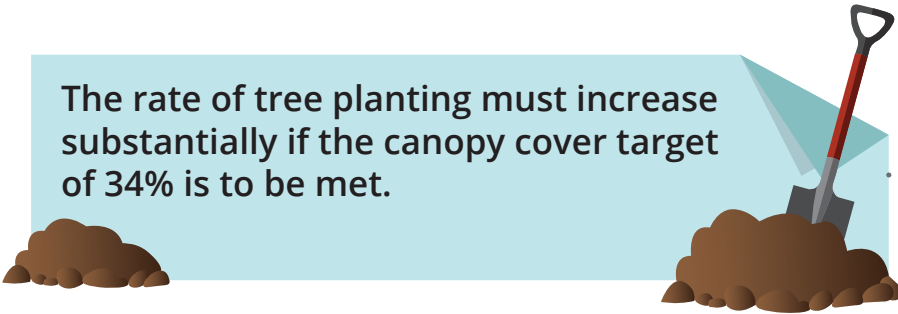 The rate of tree planting must increase
substantially if the canopy cover target
of 34% is to be met.